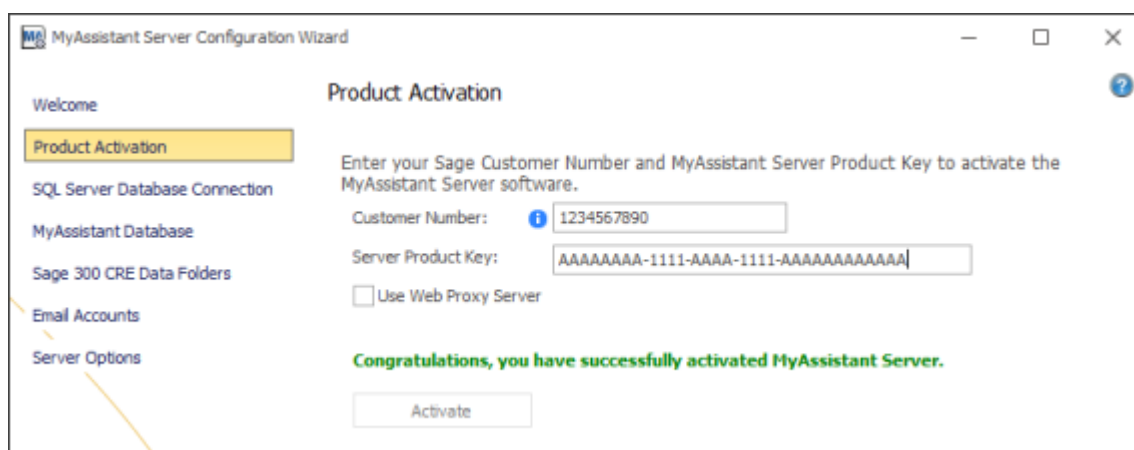 MyAssistant Server Configuration Wizard
Welcome
Product Activation
SQL Server Database Connection
MyAssistant Database
Sage 300 CRE Data Folders
Email Accounts
Server Options
Product Activation
Enter your Sage Customer Number and MyAssistant Server Product Key to activate the
MyAssistant Server software.
Customer Number: 1234567890
Server Product Key: AAAAAAAA-1111-AAAA-1111-AAAAAAAAAAAA
Use Web Proxy Server
Congratulations, you have successfully activated MyAssistant Server.
Activate